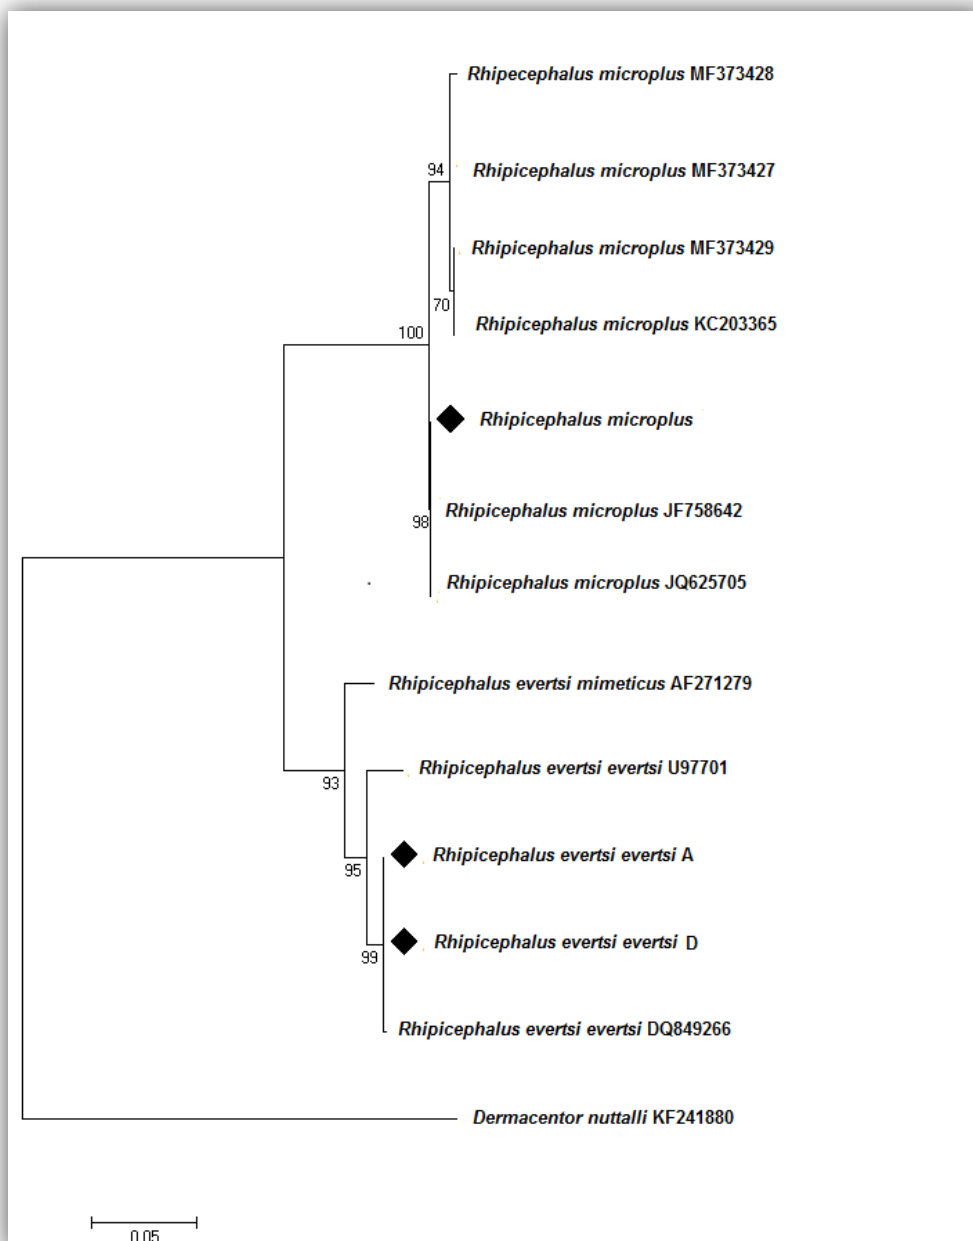 Rhipecephalus microplus MF373428
94
Rhipicephalus microplus MF373427
Rhipicephalus microplus MF373429
70
Rhipicephalus microplus KC203365
100
Rhipicephalus microplus
Rhipicephalus microplus JF758642
98
Rhipicephalus microplus JQ625705
Rhipicephalus evertsi mimeticus AF271279
Rhipicephalus evertsi evertsi U97701
93
Rhipicephalus evertsi evertsi A
95
Rhipicephalus evertsi evertsi D
99
Rhipicephalus evertsi evertsi DQ849266
Dermacentor nuttalli KF241880
0.05